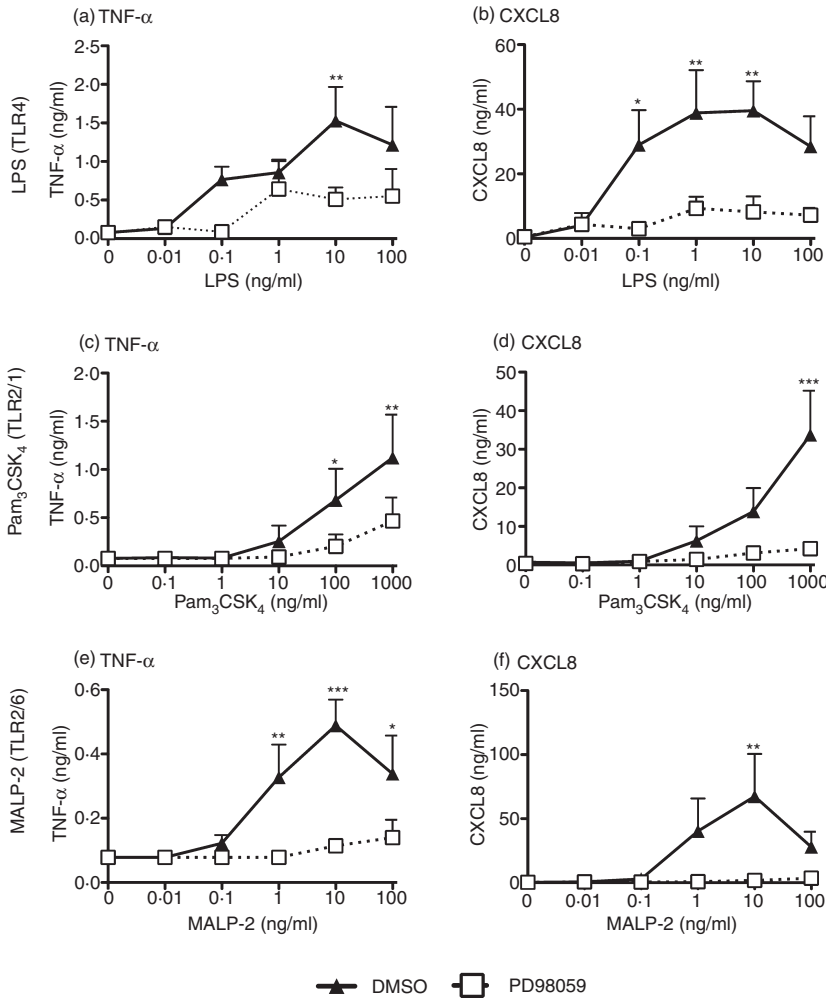 (a) TNF-α
2·5
2·0
1·5
1·0
0·5
0·0
TNF-α (ng/ml)
LPS (TLR4)
**
0 0·01 0·1 1 10 100
LPS (ng/ml)
(b) CXCL8
60
40
20
0
CXCL8 (ng/ml)
* ** **
0 0·01 0·1 1 10 100
LPS (ng/ml)
(c) TNF-α
2·0
1·5
1·0
0·5
0·0
TNF-α (ng/ml)
Pam₃CSK₄ (TLR2/1)
* **
0 0·1 1 10 100 1000
Pam₃CSK₄ (ng/ml)
(d) CXCL8
50
40
30
20
10
0
CXCL8 (ng/ml)
***
0 0·1 1 10 100 1000
Pam₃CSK₄ (ng/ml)
(e) TNF-α
0·6
0·4
0·2
0·0
TNF-α (ng/ml)
MALP-2 (TLR2/6)
** *** *
0 0·01 0·1 1 10 100
MALP-2 (ng/ml)
(f) CXCL8
150
100
50
0
CXCL8 (ng/ml)
**
0 0·01 0·1 1 10 100
MALP-2 (ng/ml)
DMSO PD98059